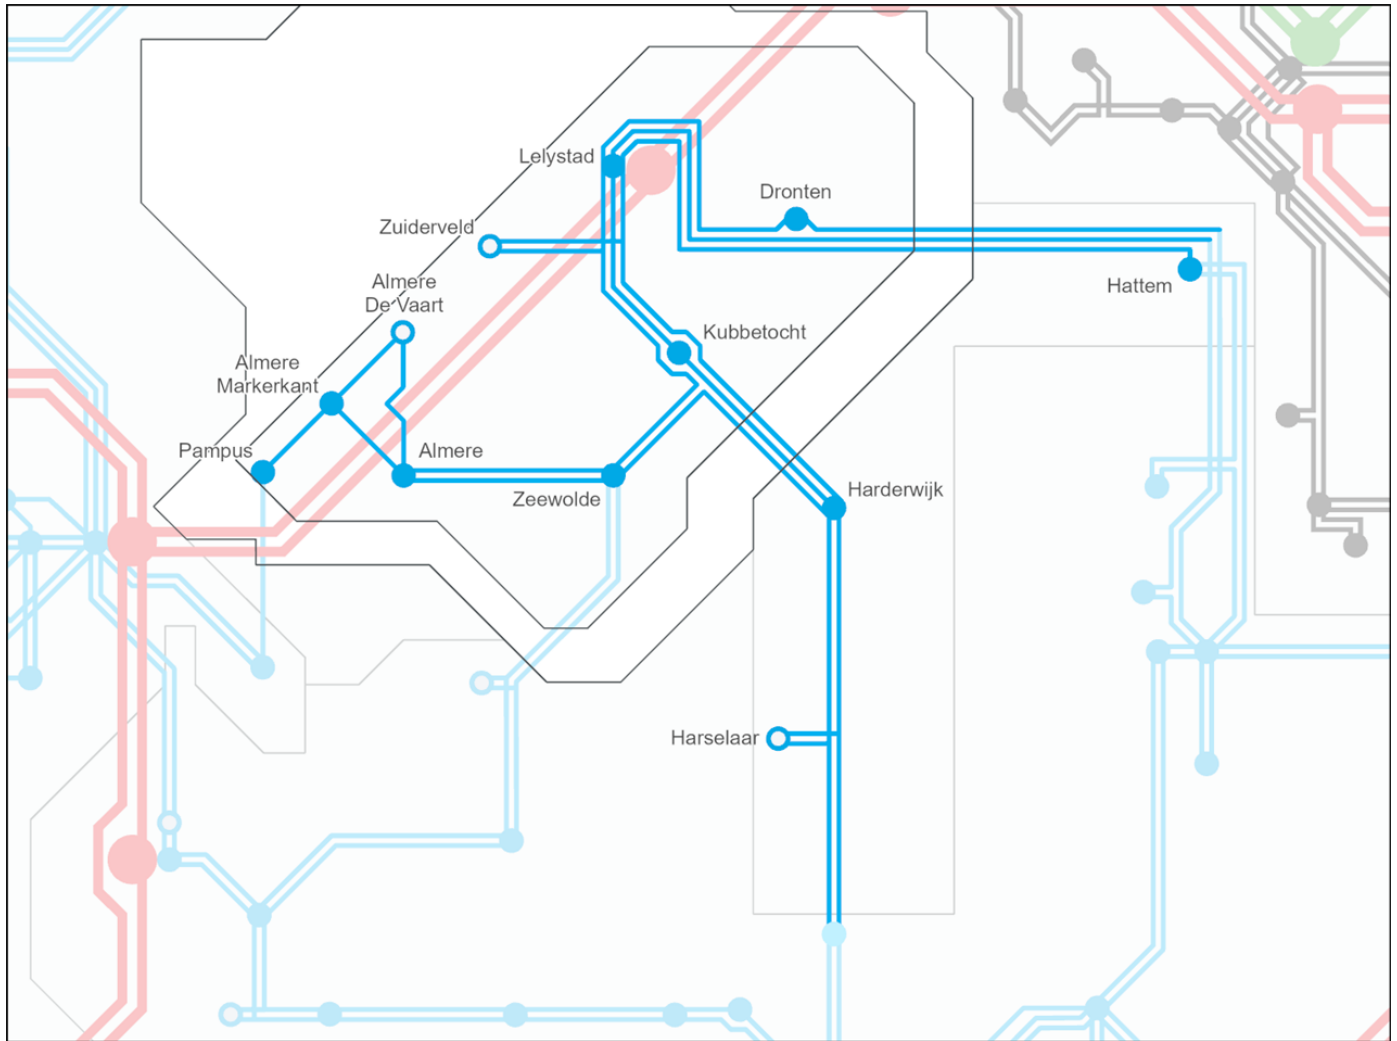 Lelystad
Dronten
Zuiderveld
Almere
De Vaart
Hattem
Kubbetocht
Almere
Markerkant
Pampus
Almere
Zeewolde
Harderwijk
Harselaar